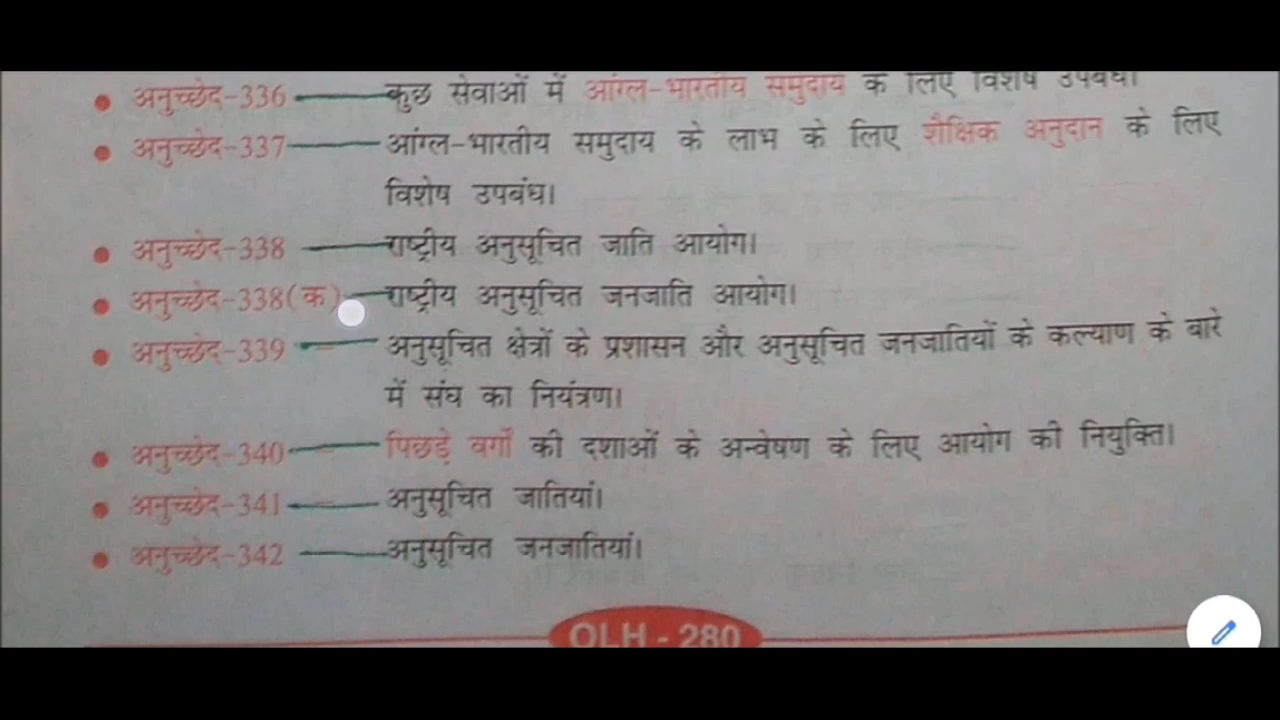 अनुच्छेद-336 कुछ सेवाओं में आंग्ल-भारतीय समुदाय के लिए विशेष उपबंध।
अनुच्छेद-337 आंग्ल-भारतीय समुदाय के लाभ के लिए शैक्षिक अनुदान के लिए
विशेष उपबंध।
अनुच्छेद-338 राष्ट्रीय अनुसूचित जाति आयोग।
अनुच्छेद-338(क) राष्ट्रीय अनुसूचित जनजाति आयोग।
अनुच्छेद-339 अनुसूचित क्षेत्रों के प्रशासन और अनुसूचित जनजातियों के कल्याण के बारे
में संघ का नियंत्रण।
अनुच्छेद-340 पिछड़े वर्गों की दशाओं के अन्वेषण के लिए आयोग की नियुक्ति।
अनुच्छेद-341 अनुसूचित जातियां।
अनुच्छेद-342 अनुसूचित जनजातियां।
QLH - 280